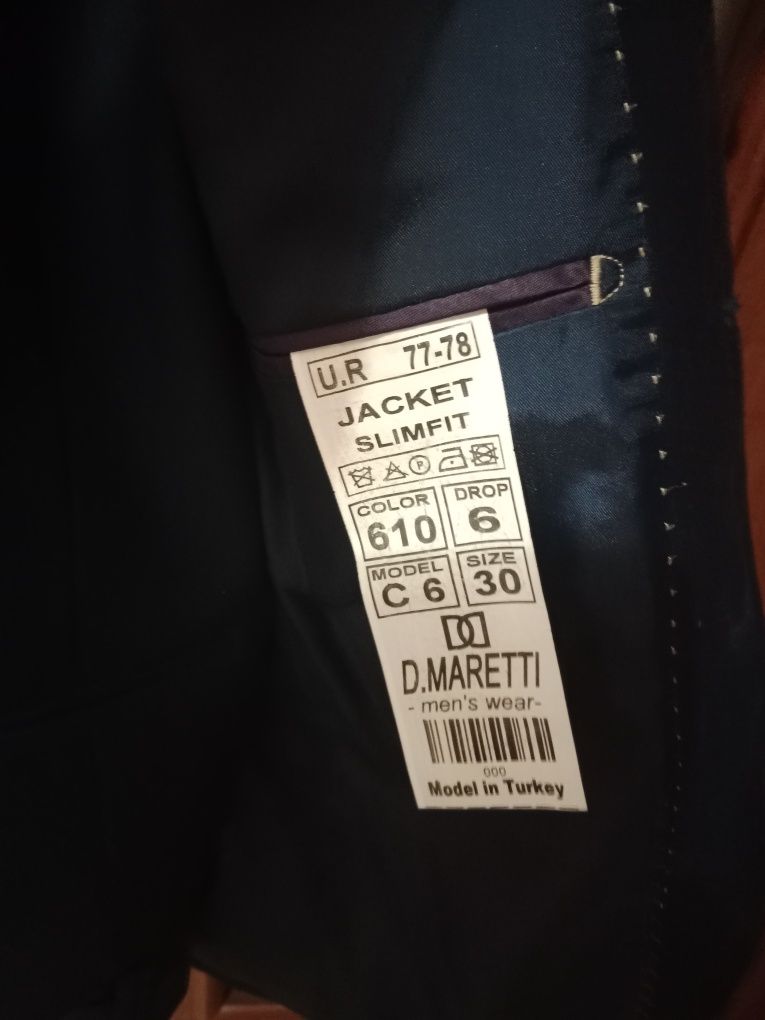 U.R 77-78
JACKET
SLIMFIT
P
COLOR DROP
610 6
MODEL SIZE
C 6 30
D.MARETTI
- men's wear-
000
Model in Turkey